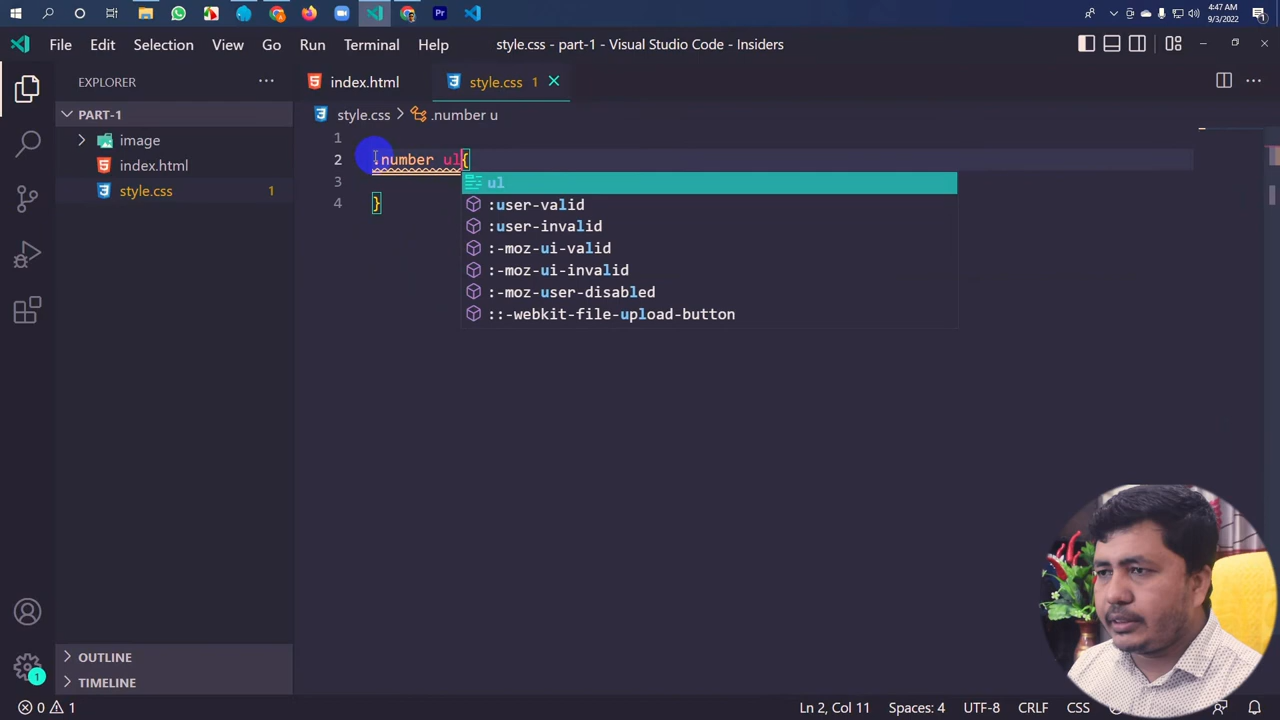 4:47 AM
9/3/2022
File Edit Selection View Go Run Terminal Help
style.css - part-1 - Visual Studio Code - Insiders
EXPLORER
index.html
style.css 1
PART-1
style.css > .number u
image
index.html
style.css 1
1
2 .number ul{
3
4 }
ul
:user-valid
:user-invalid
:-moz-ui-valid
:-moz-ui-invalid
:-moz-user-disabled
::-webkit-file-upload-button
OUTLINE
TIMELINE
1
0 1
Ln 2, Col 11 Spaces: 4 UTF-8 CRLF CSS